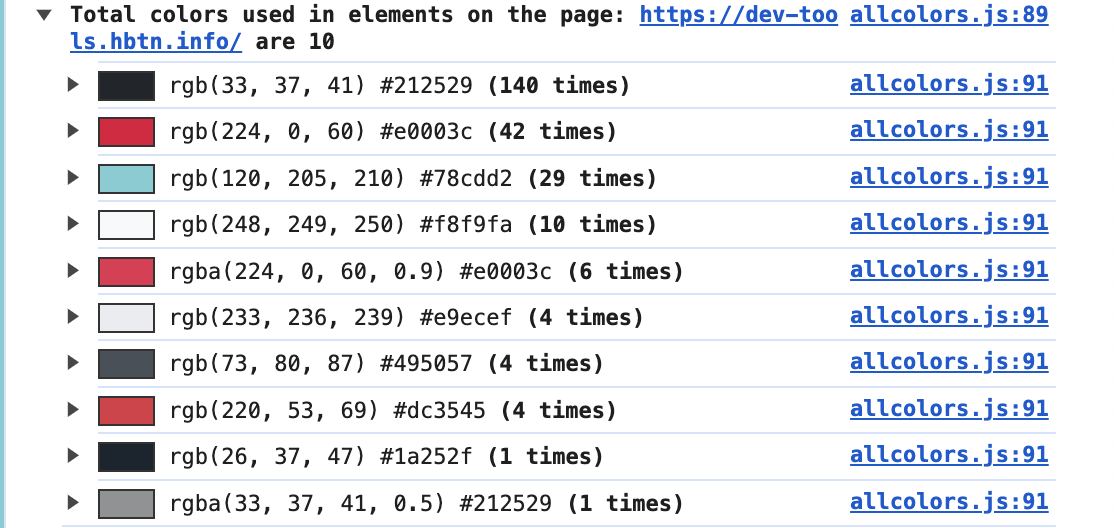 Total colors used in elements on the page: https://dev-too allcolors.js:89
ls.hbtn.info/ are 10
rgb(33, 37, 41) #212529 (140 times) allcolors.js:91
rgb(224, 0, 60) #e0003c (42 times) allcolors.js:91
rgb(120, 205, 210) #78cdd2 (29 times) allcolors.js:91
rgb(248, 249, 250) #f8f9fa (10 times) allcolors.js:91
rgba(224, 0, 60, 0.9) #e0003c (6 times) allcolors.js:91
rgb(233, 236, 239) #e9ecef (4 times) allcolors.js:91
rgb(73, 80, 87) #495057 (4 times) allcolors.js:91
rgb(220, 53, 69) #dc3545 (4 times) allcolors.js:91
rgb(26, 37, 47) #1a252f (1 times) allcolors.js:91
rgba(33, 37, 41, 0.5) #212529 (1 times) allcolors.js:91